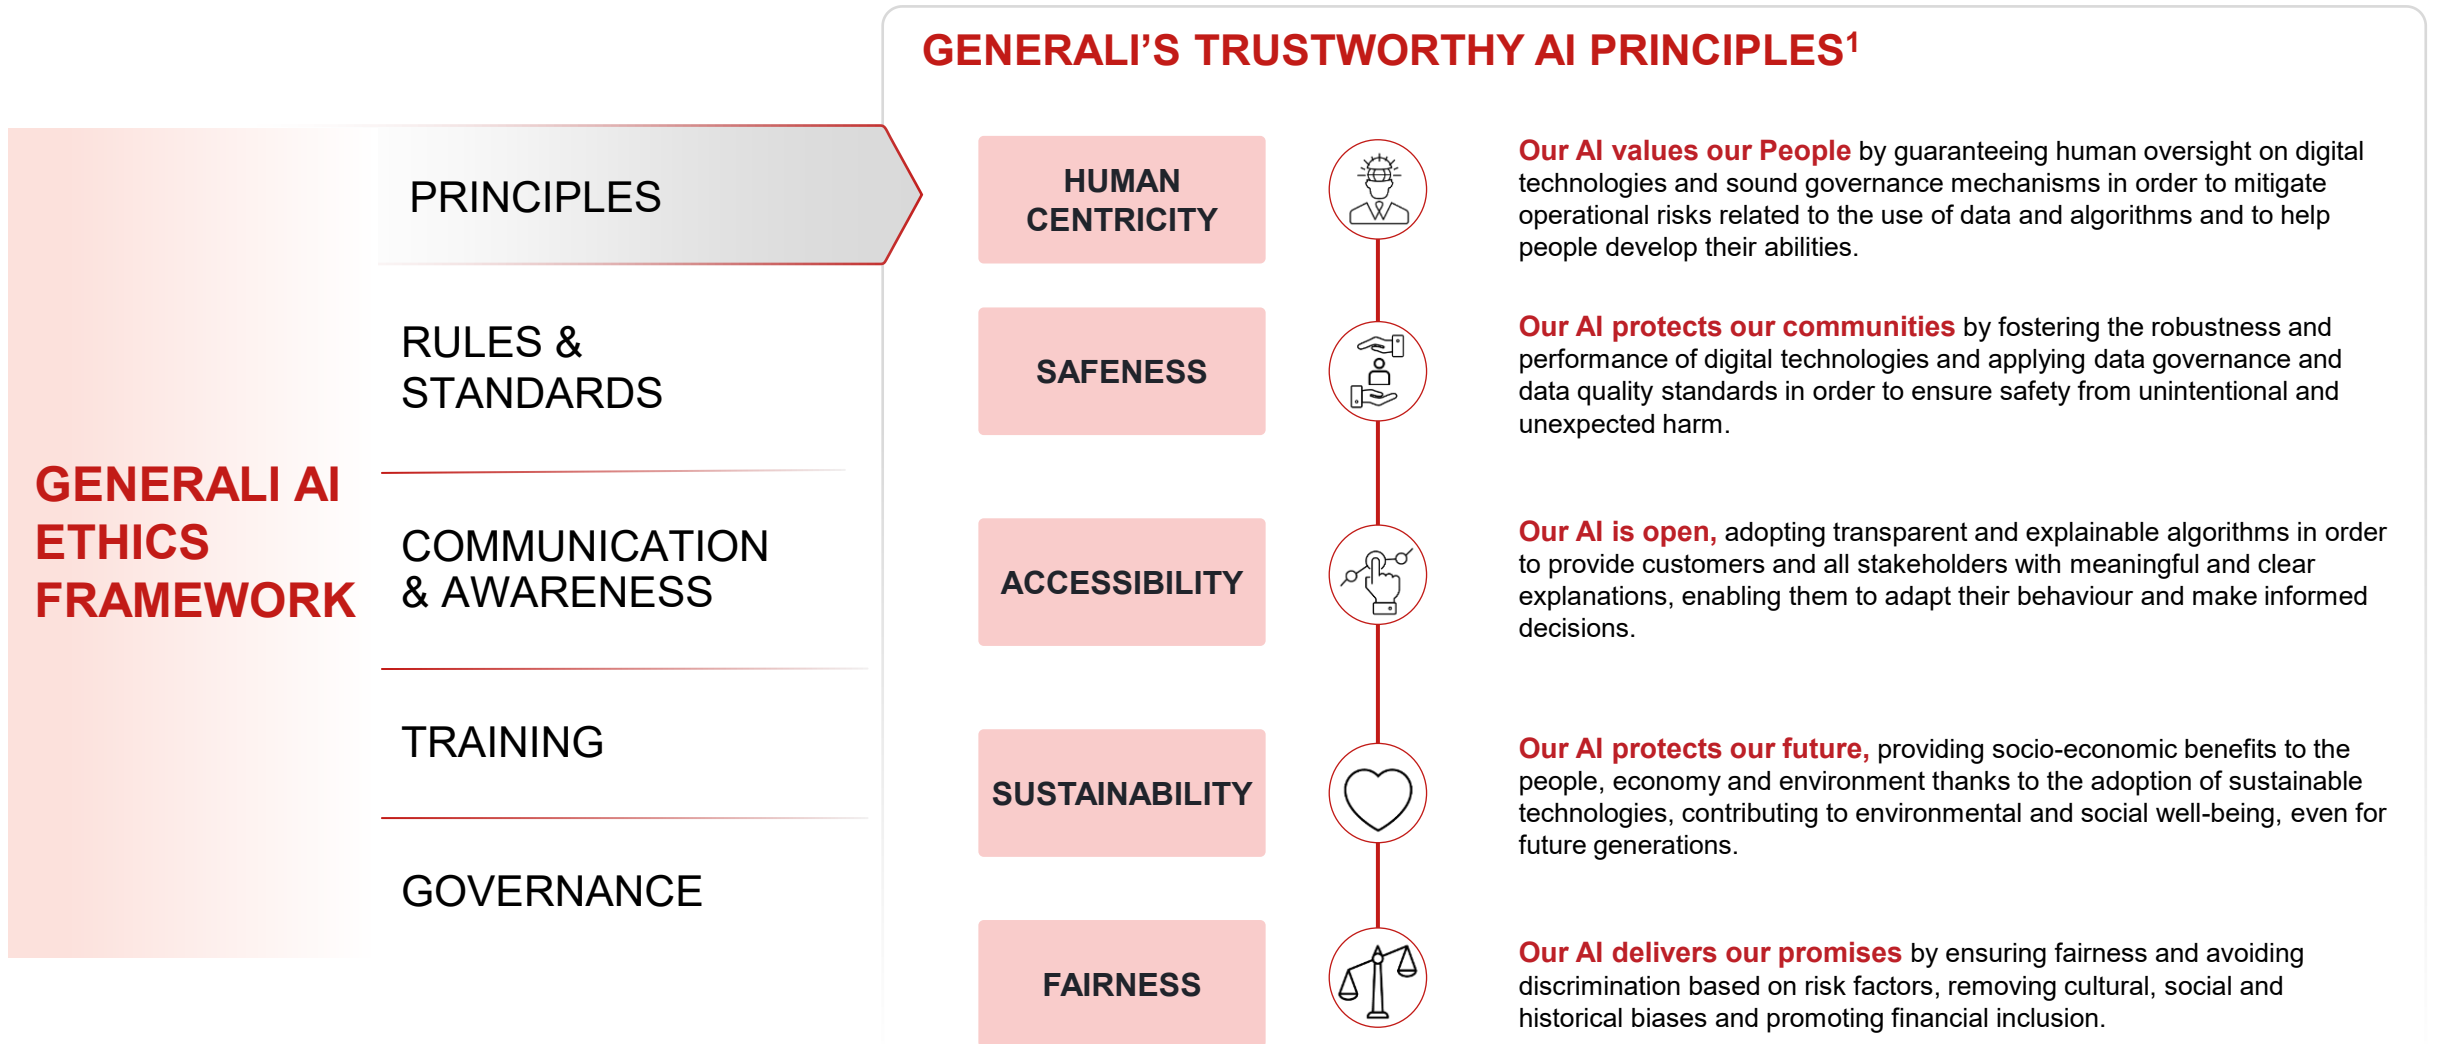 GENERALI'S TRUSTWORTHY AI PRINCIPLES¹
GENERALI AI
ETHICS
FRAMEWORK
PRINCIPLES
RULES &
STANDARDS
COMMUNICATION
& AWARENESS
TRAINING
GOVERNANCE
HUMAN
CENTRICITY
Our AI values our People by guaranteeing human oversight on digital
technologies and sound governance mechanisms in order to mitigate
operational risks related to the use of data and algorithms and to help
people develop their abilities.
SAFENESS
Our AI protects our communities by fostering the robustness and
performance of digital technologies and applying data governance and
data quality standards in order to ensure safety from unintentional and
unexpected harm.
ACCESSIBILITY
Our AI is open, adopting transparent and explainable algorithms in order
to provide customers and all stakeholders with meaningful and clear
explanations, enabling them to adapt their behaviour and make informed
decisions.
SUSTAINABILITY
Our AI protects our future, providing socio-economic benefits to the
people, economy and environment thanks to the adoption of sustainable
technologies, contributing to environmental and social well-being, even for
future generations.
FAIRNESS
Our AI delivers our promises by ensuring fairness and avoiding
discrimination based on risk factors, removing cultural, social and
historical biases and promoting financial inclusion.